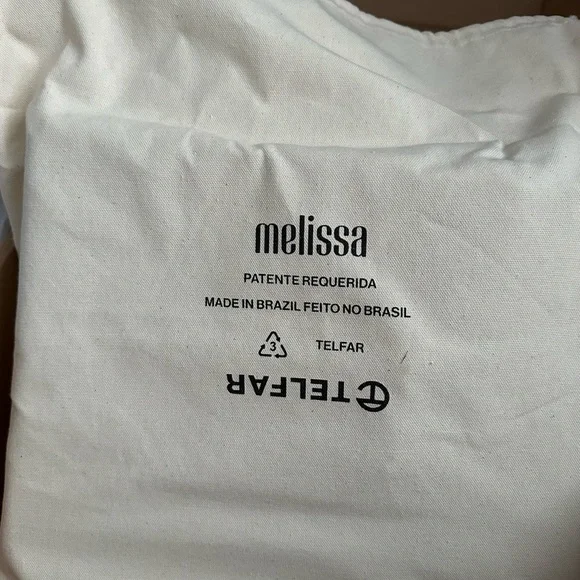 melissa
PATENTE REQUERIDA
MADE IN BRAZIL FEITO NO BRASIL
3 TELFAR
TELFAR